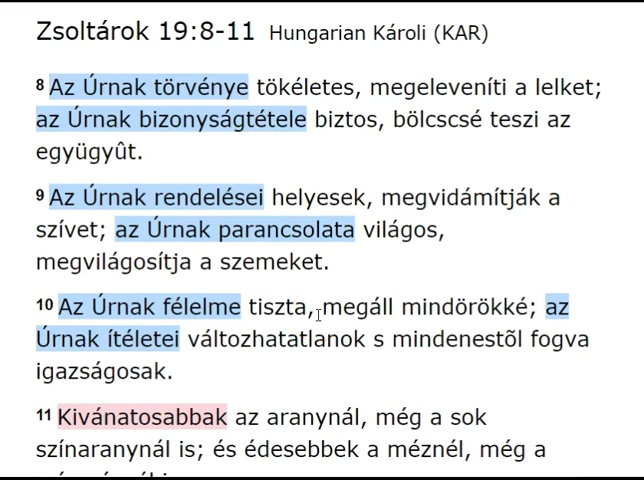 Zsoltárok 19:8-11 Hungarian Károli (KAR)
8 Az Úrnak törvénye tökéletes, megeleveníti a lelket;
az Úrnak bizonyságtétele biztos, bölcscsé teszi az
együgyût.
9 Az Úrnak rendelései helyesek, megvidámítják a
szívet; az Úrnak parancsolata világos,
megvilágosítja a szemeket.
10 Az Úrnak félelme tiszta, megáll mindörökké; az
Úrnak ítéletei változhatatlanok s mindenestõl fogva
igazságosak.
11 Kivánatosabbak az aranynál, még a sok
színaranynál is; és édesebbek a méznél, még a